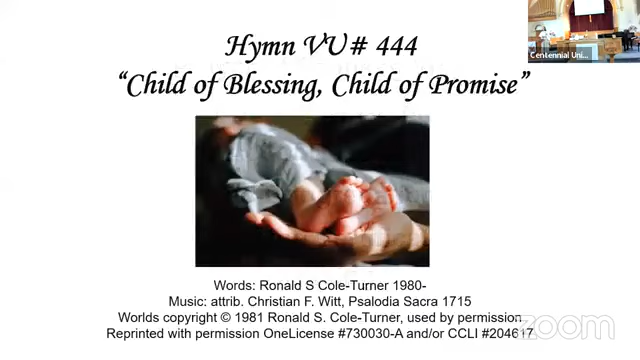 Hymn VU# 444
“Child of Blessing, Child of Promise”
Centennial Uni...
Words: Ronald S Cole-Turner 1980-
Music: attrib. Christian F. Witt, Psalodia Sacra 1715
Worlds copyright © 1981 Ronald S. Cole-Turner, used by permission.
Reprinted with permission OneLicense #730030-A and/or CCLI #204617
zoom